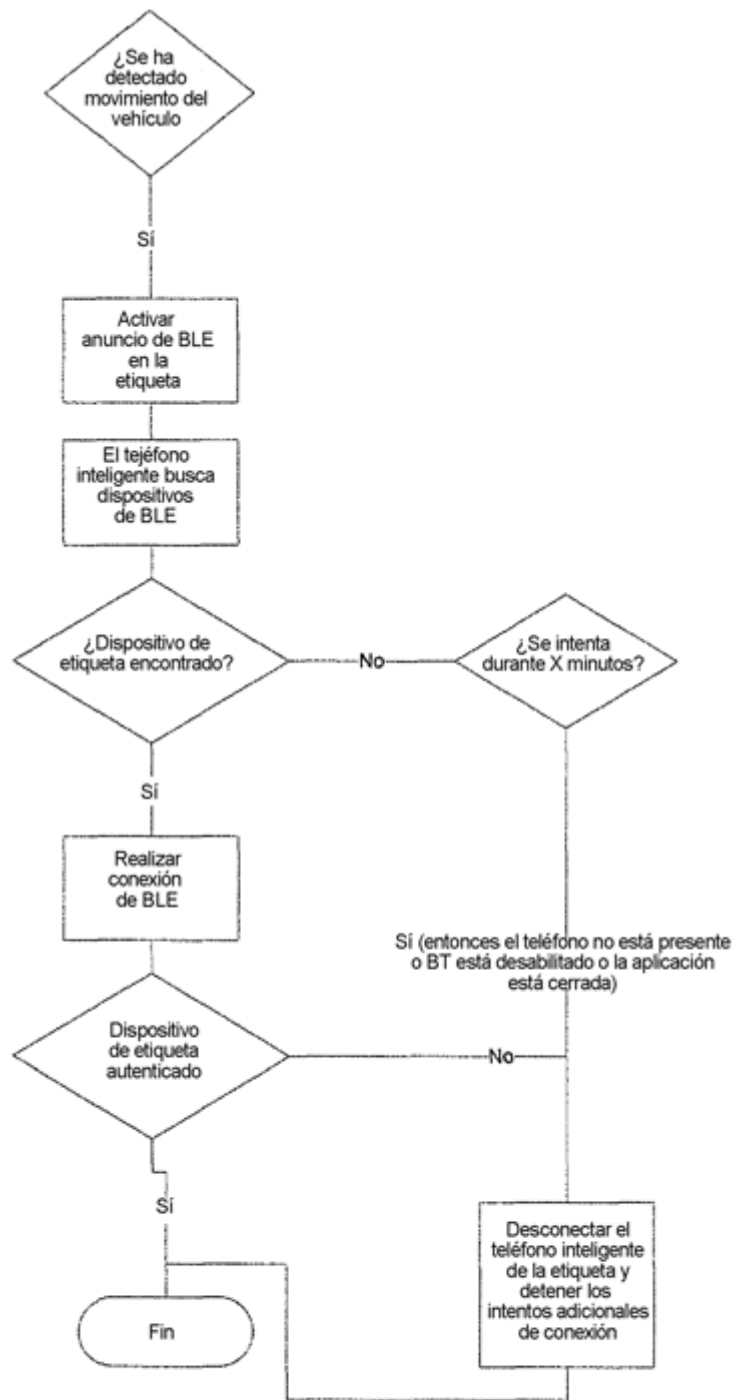 ¿Se ha
detectado
movimiento del
vehículo
Sí
Activar
anuncio de BLE
en la
etiqueta
El tejéfono
inteligente busca
dispositivos
de BLE
¿Dispositivo de
etiqueta encontrado?
No
¿Se intenta
durante X minutos?
Sí
Realizar
conexión
de BLE
Sí (entonces el teléfono no está presente
o BT está desabilitado o la aplicación
está cerrada)
Dispositivo
de etiqueta
autenticado
No
Sí
Desconectar el
teléfono inteligente
de la etiqueta y
detener los
intentos adicionales
de conexión
Fin